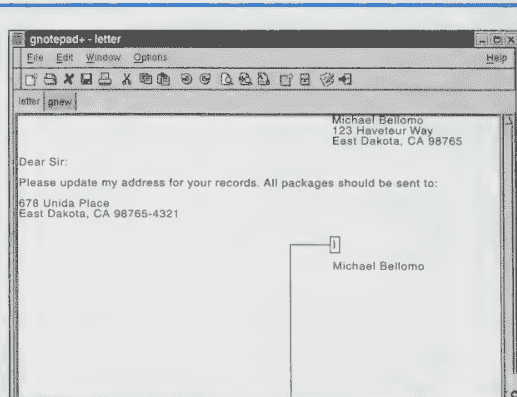 gnotepad+ - letter
File Edit Window Options Help
letter gnew
Michael Bellomo
123 Haveteur Way
East Dakota, CA 98765
Dear Sir:
Please update my address for your records. All packages should be sent to:
678 Unida Place
East Dakota, CA 98765-4321
Michael Bellomo